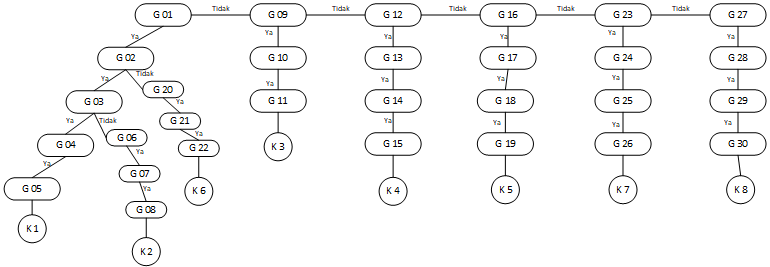 G 01 Tidak G 09 Tidak G 12 Tidak G 16 Tidak G 23 Tidak G 27
Ya Ya Ya Ya Ya Ya
G 02 G 10 G 13 G 17 G 24 G 28
Ya Tidak Ya Ya Ya Ya Ya
G 20
G 03 Ya G 11 G 14 G 18 G 25 G 29
Ya Tidak G 21 Ya Ya Ya Ya
G 04 G 06 Ya G 15 G 19 G 26 G 30
Ya Ya G 22 K 3
G 05 G 07 K 6 K 4 K 5 K 7 K 8
Ya
G 08
K 1
K 2